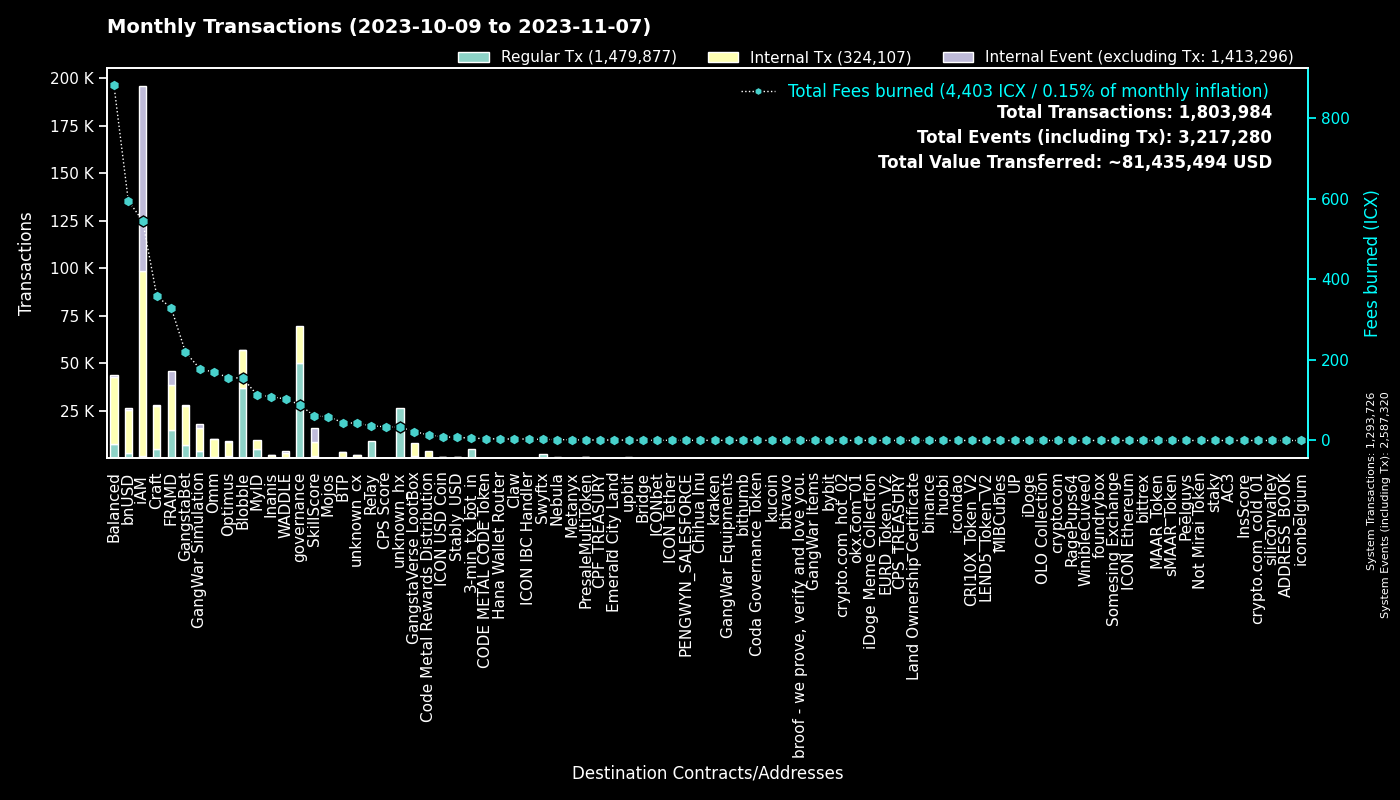 Monthly Transactions (2023-10-09 to 2023-11-07)
Regular Tx (1,479,877)
Internal Tx (324,107)
Internal Event (excluding Tx: 1,413,296)
Total Fees burned (4,403 ICX / 0.15% of monthly inflation)
Total Transactions: 1,803,984
Total Events (including Tx): 3,217,280
Total Value Transferred: ~81,435,494 USD
Transactions
200 K
175 K
150 K
125 K
100 K
75 K
50 K
25 K
800
600
400
200
0
Fees burned (ICX)
System Transactions: 1,293,726
System Events (including Tx): 2,587,320
Balanced
bnUSD
iAM
Craft
FRAMD
GangstaBet
GangWar Simulation
Omm
Optimus
Blobble
MyID
Inanis
WADDLE
governance
SkillScore
Mojos
BTP
unknown_cx
ReTay
CPS Score
unknown_hx
GangstaVerse LootBox
Code Metal Rewards Distribution
ICON USD Coin
Stably_USD
3-min_tx_bot_in
CODE METAL CODE Token
Hana Wallet Router
Claw
ICON IBC Handler
Swyftx
Nebula
Metanyx
PresaleMultiToken
CPF_TREASURY
Emerald City Land
upbit
Bridge
ICONbet
ICON Tether
PENGWYN_SALESFORCE
Chihua Inu
kraken
GangWar Equipments
bithumb
Coda Governance Token
kucoin
bitvavo
broof - we prove, verify and love you.
GangWar Items
bybit
crypto.com_hot_02
okx.com_01
iDoge Meme Collection
EURD_Token_V2
CPS_TREASURY
Land Ownership Certificate
binance
huobi
icondao
CRI10X_Token_V2
LENDS_Token_V2
MIBCubies
UP
iDoge
OLO Collection
cryptocom
RagePups64
WinbleCuvee0
foundrybox
Somesing Exchange
ICON Ethereum
bittrex
MAAR_Token
sMAAR_Token
Peelguys
Not Mirai Token
staky
AC3
InsScore
crypto.com_cold_01
siliconvalley
ADDRESS_BOOK
iconbelgium
Destination Contracts/Addresses